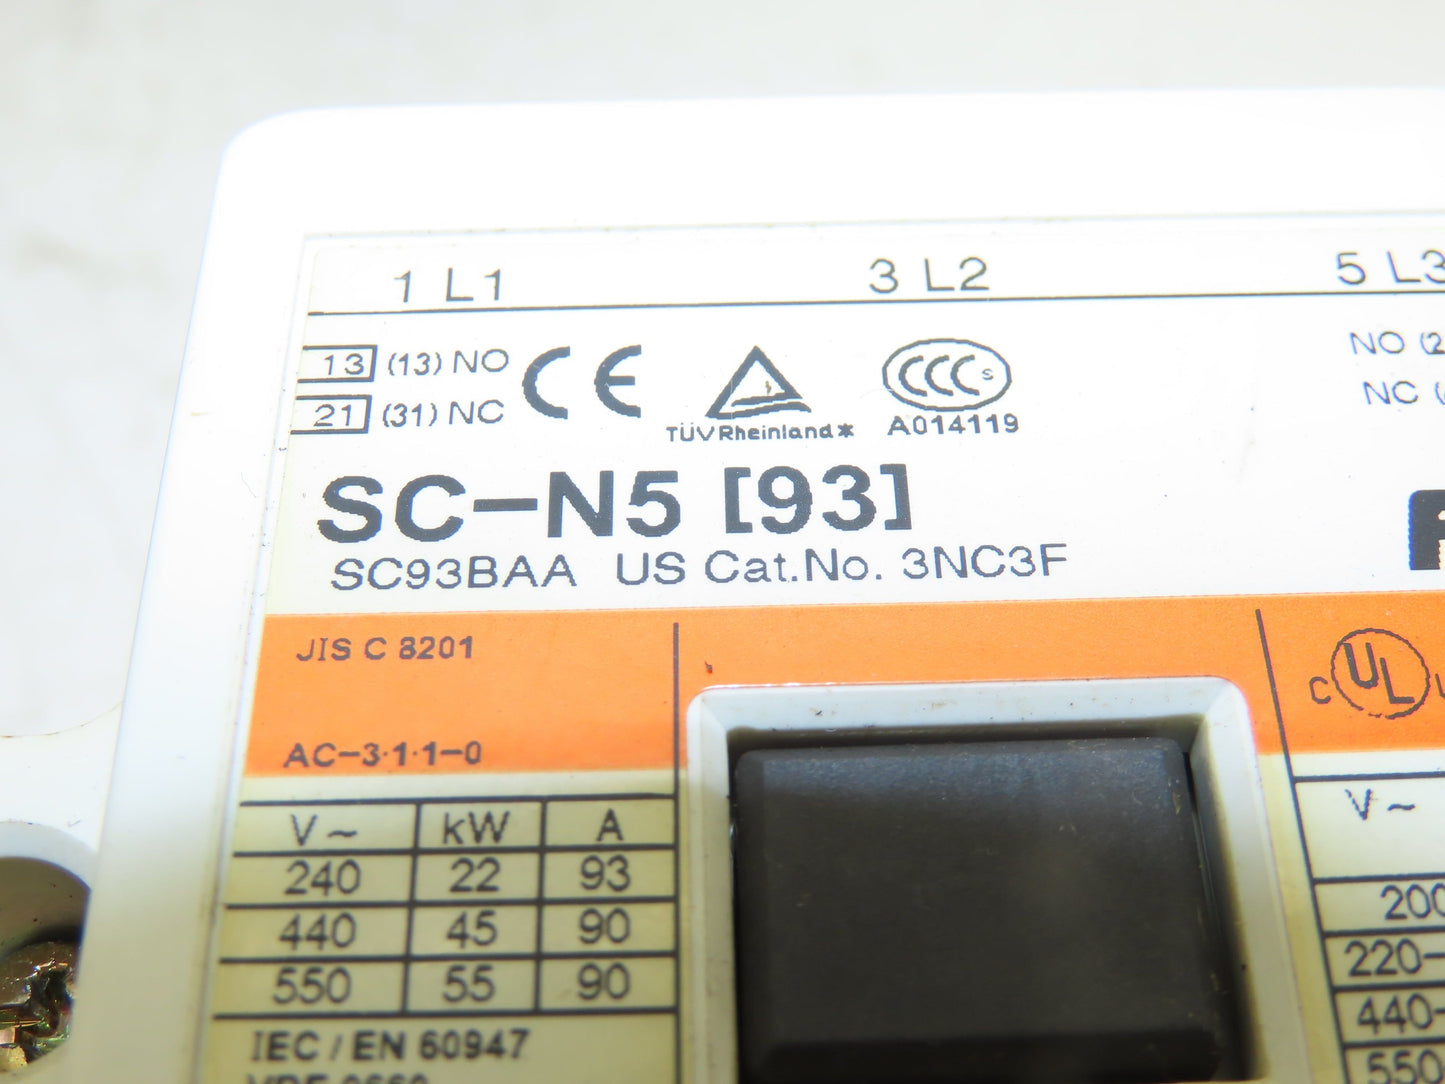 1 L1 3 L2 5 L3
13 (13) NO CE NO
21 (31) NC NC
TÜVRheinland* CCC S
A014119
SC-N5 [93]
SC93BAA US Cat.No. 3NC3F
JIS C 8201
C UL
AC-3·1·1-0
V~ kW A V~
240 22 93
440 45 90 220-
550 55 90 440-
IEC / EN 60947 550